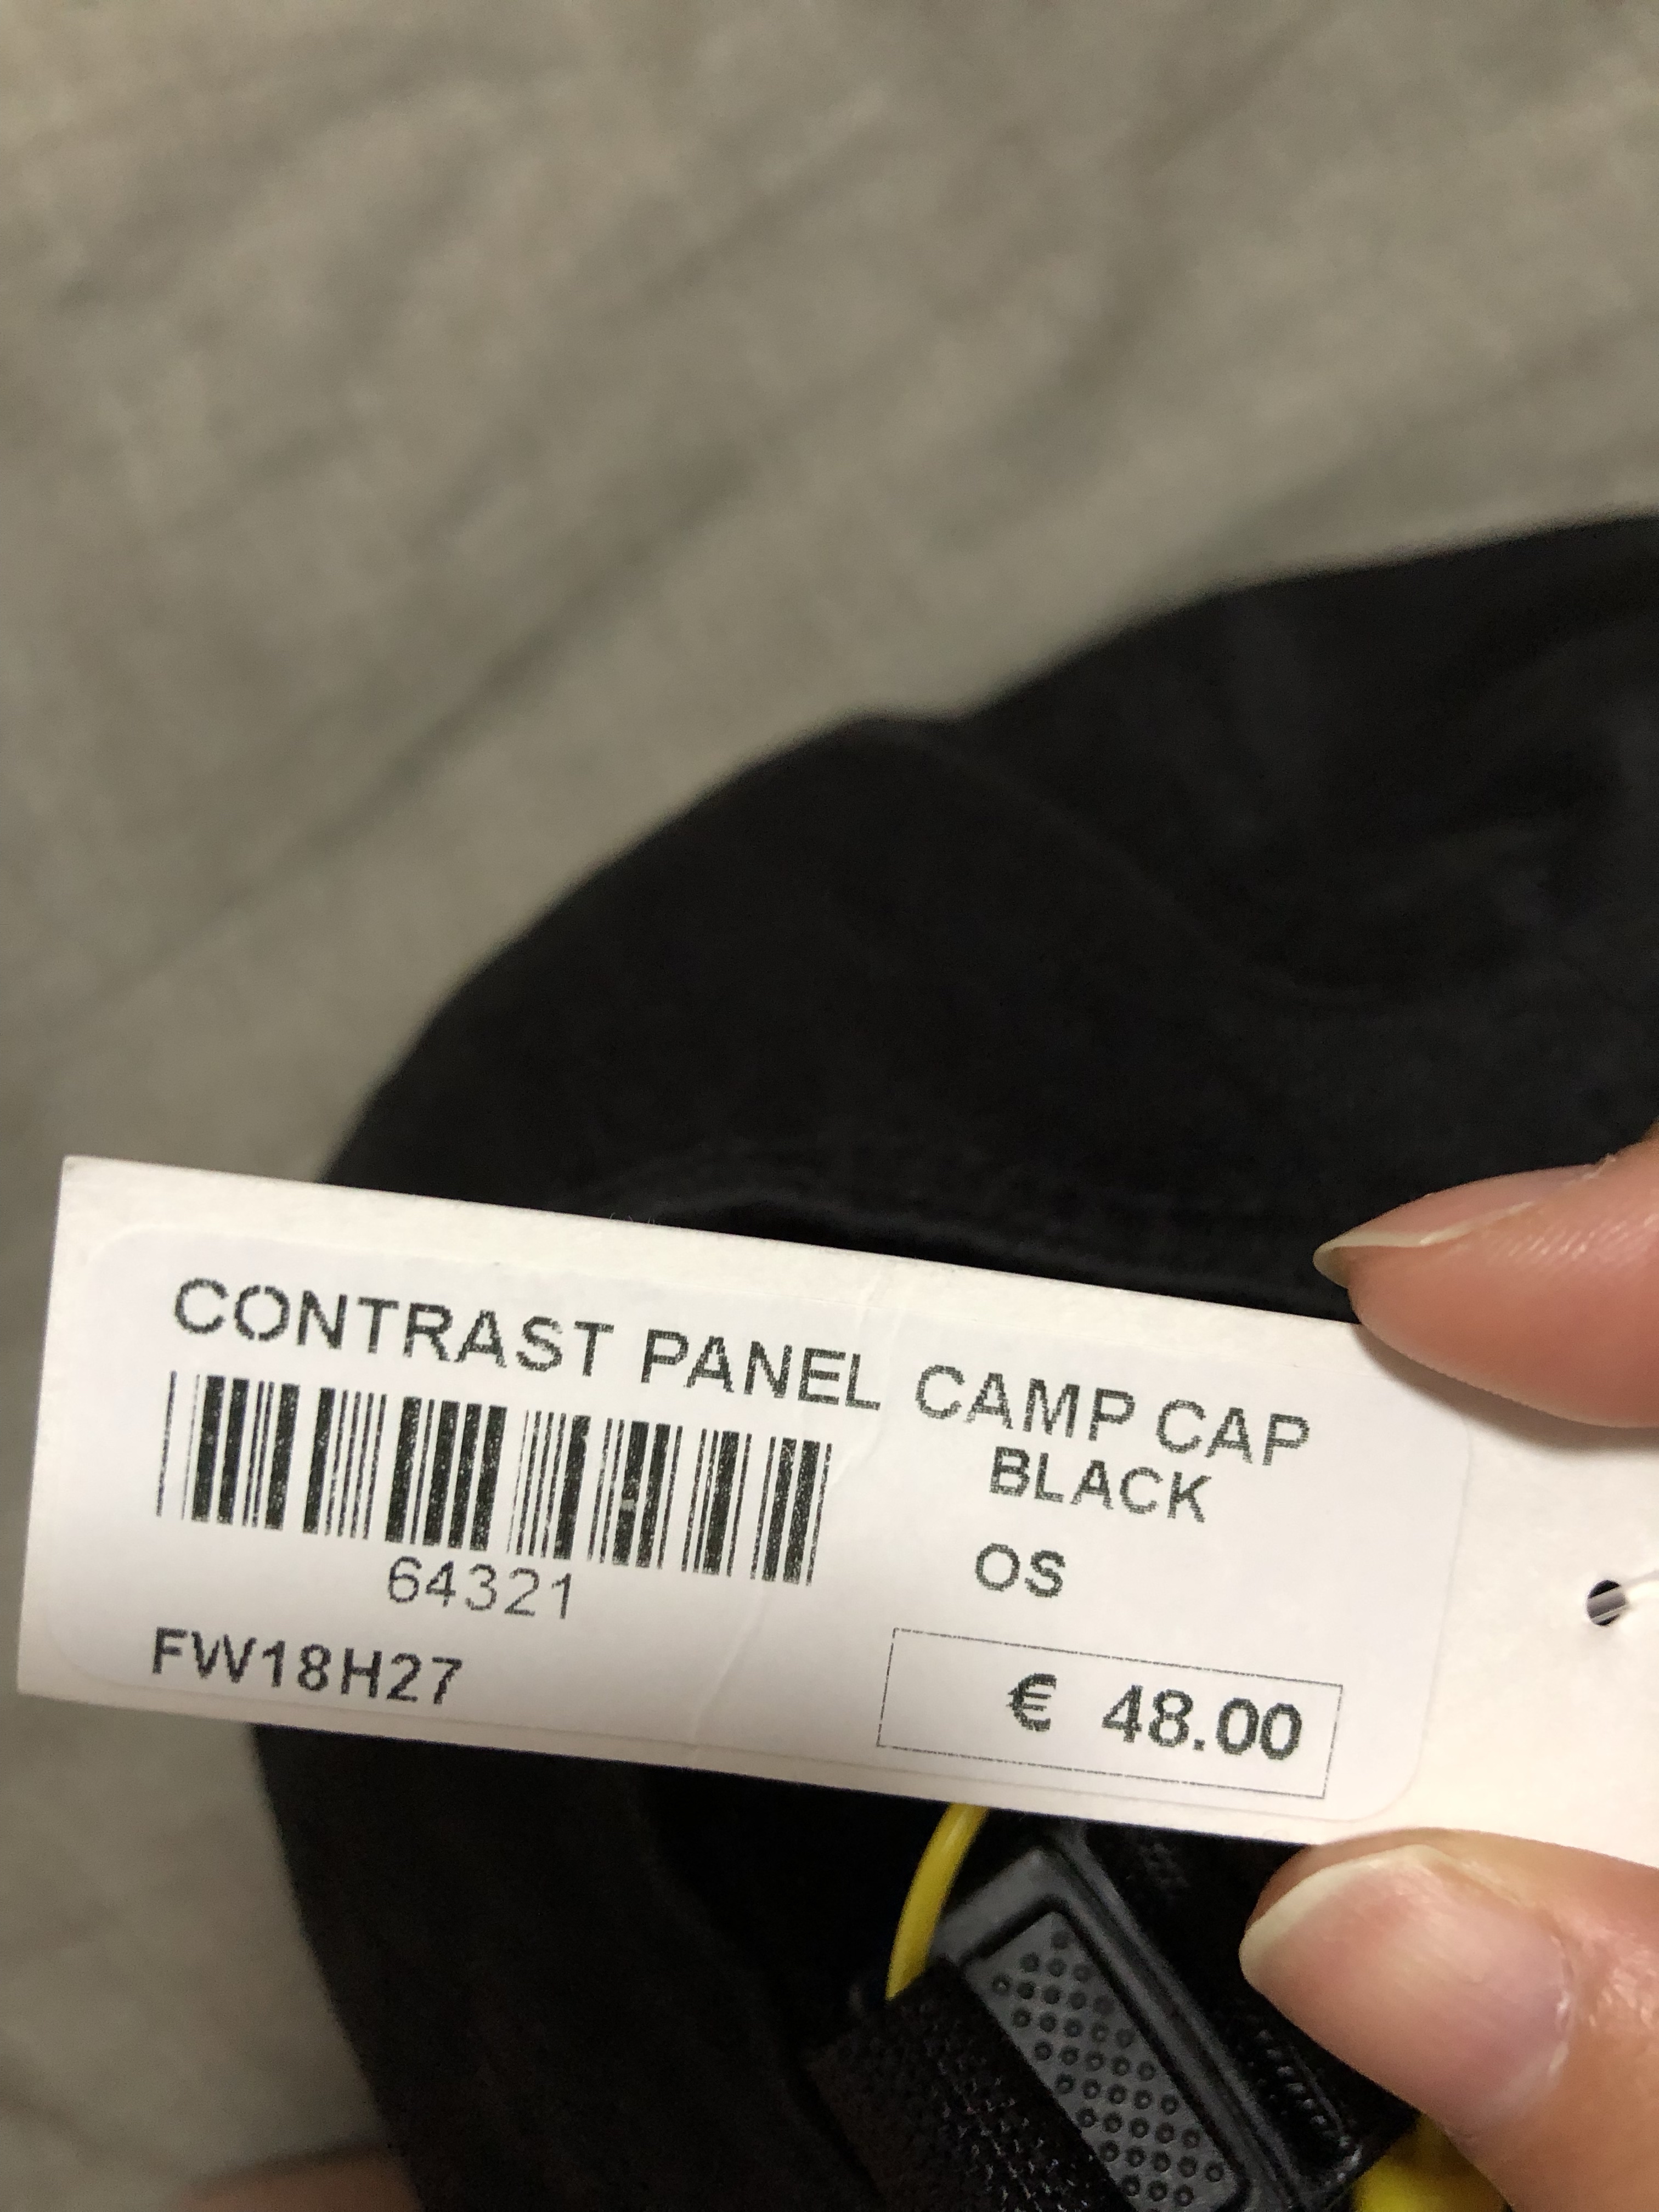 CONTRAST PANEL CAMP CAP
BLACK
OS
64321
FW18H27
€ 48.00